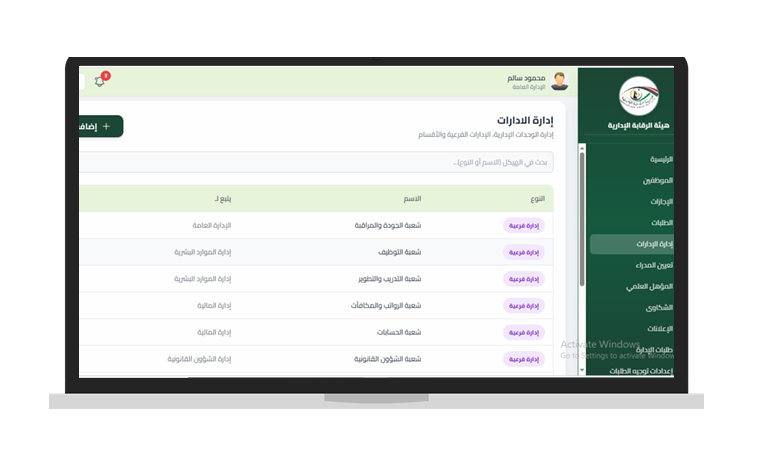 3
محمود سالم
الإدارة العامة
هيئة الرقابة الإدارية
الرئيسية
الموظفين
الإجازات
الطلبات
إدارة الإدارات
تعيين المدراء
المؤهل العلمي
الشكاوى
الإعلانات
طلبات الإدارة
إعدادات توجيه الطلبات
إدارة الادارات
إدارة الوحدات الإدارية، الإدارات الفرعية والأقسام
+ إضاف
بحث في الهيكل (الاسم أو النوع)...
النوع الاسم يتبع لـ
إدارة فرعية شعبة الجودة والمراقبة الإدارة العامة
إدارة فرعية شعبة التوظيف إدارة الموارد البشرية
إدارة فرعية شعبة التدريب والتطوير إدارة الموارد البشرية
إدارة فرعية شعبة الرواتب والمكافآت إدارة المالية
إدارة فرعية شعبة الحسابات إدارة المالية
إدارة فرعية شعبة الشؤون القانونية إدارة الشؤون القانونية
Activate Windows
Go to Settings to activate Window